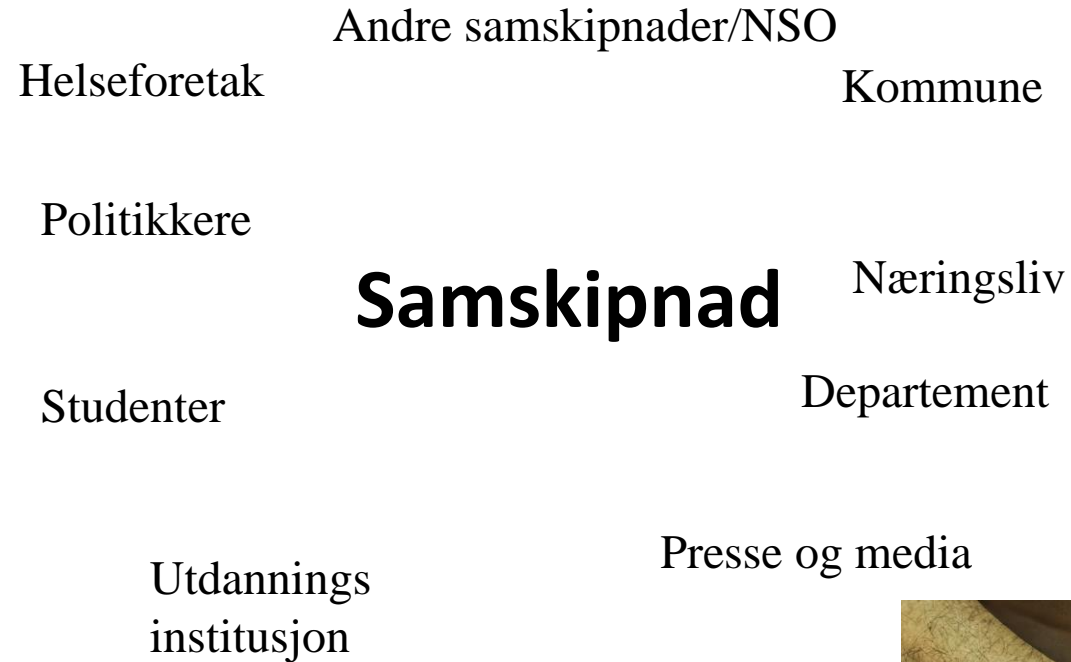 Andre samskipnader/NSO
Helseforetak
Kommune
Politikkere
Samskipnad
Næringsliv
Studenter
Departement
Presse og media
Utdannings
institusjon